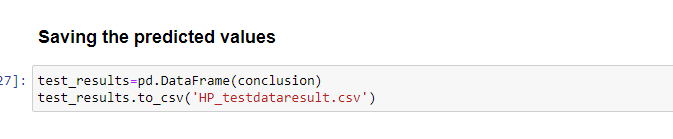 Saving the predicted values
27]: test_results=pd.DataFrame(conclusion)
test_results.to_csv('HP_testdataresult.csv')